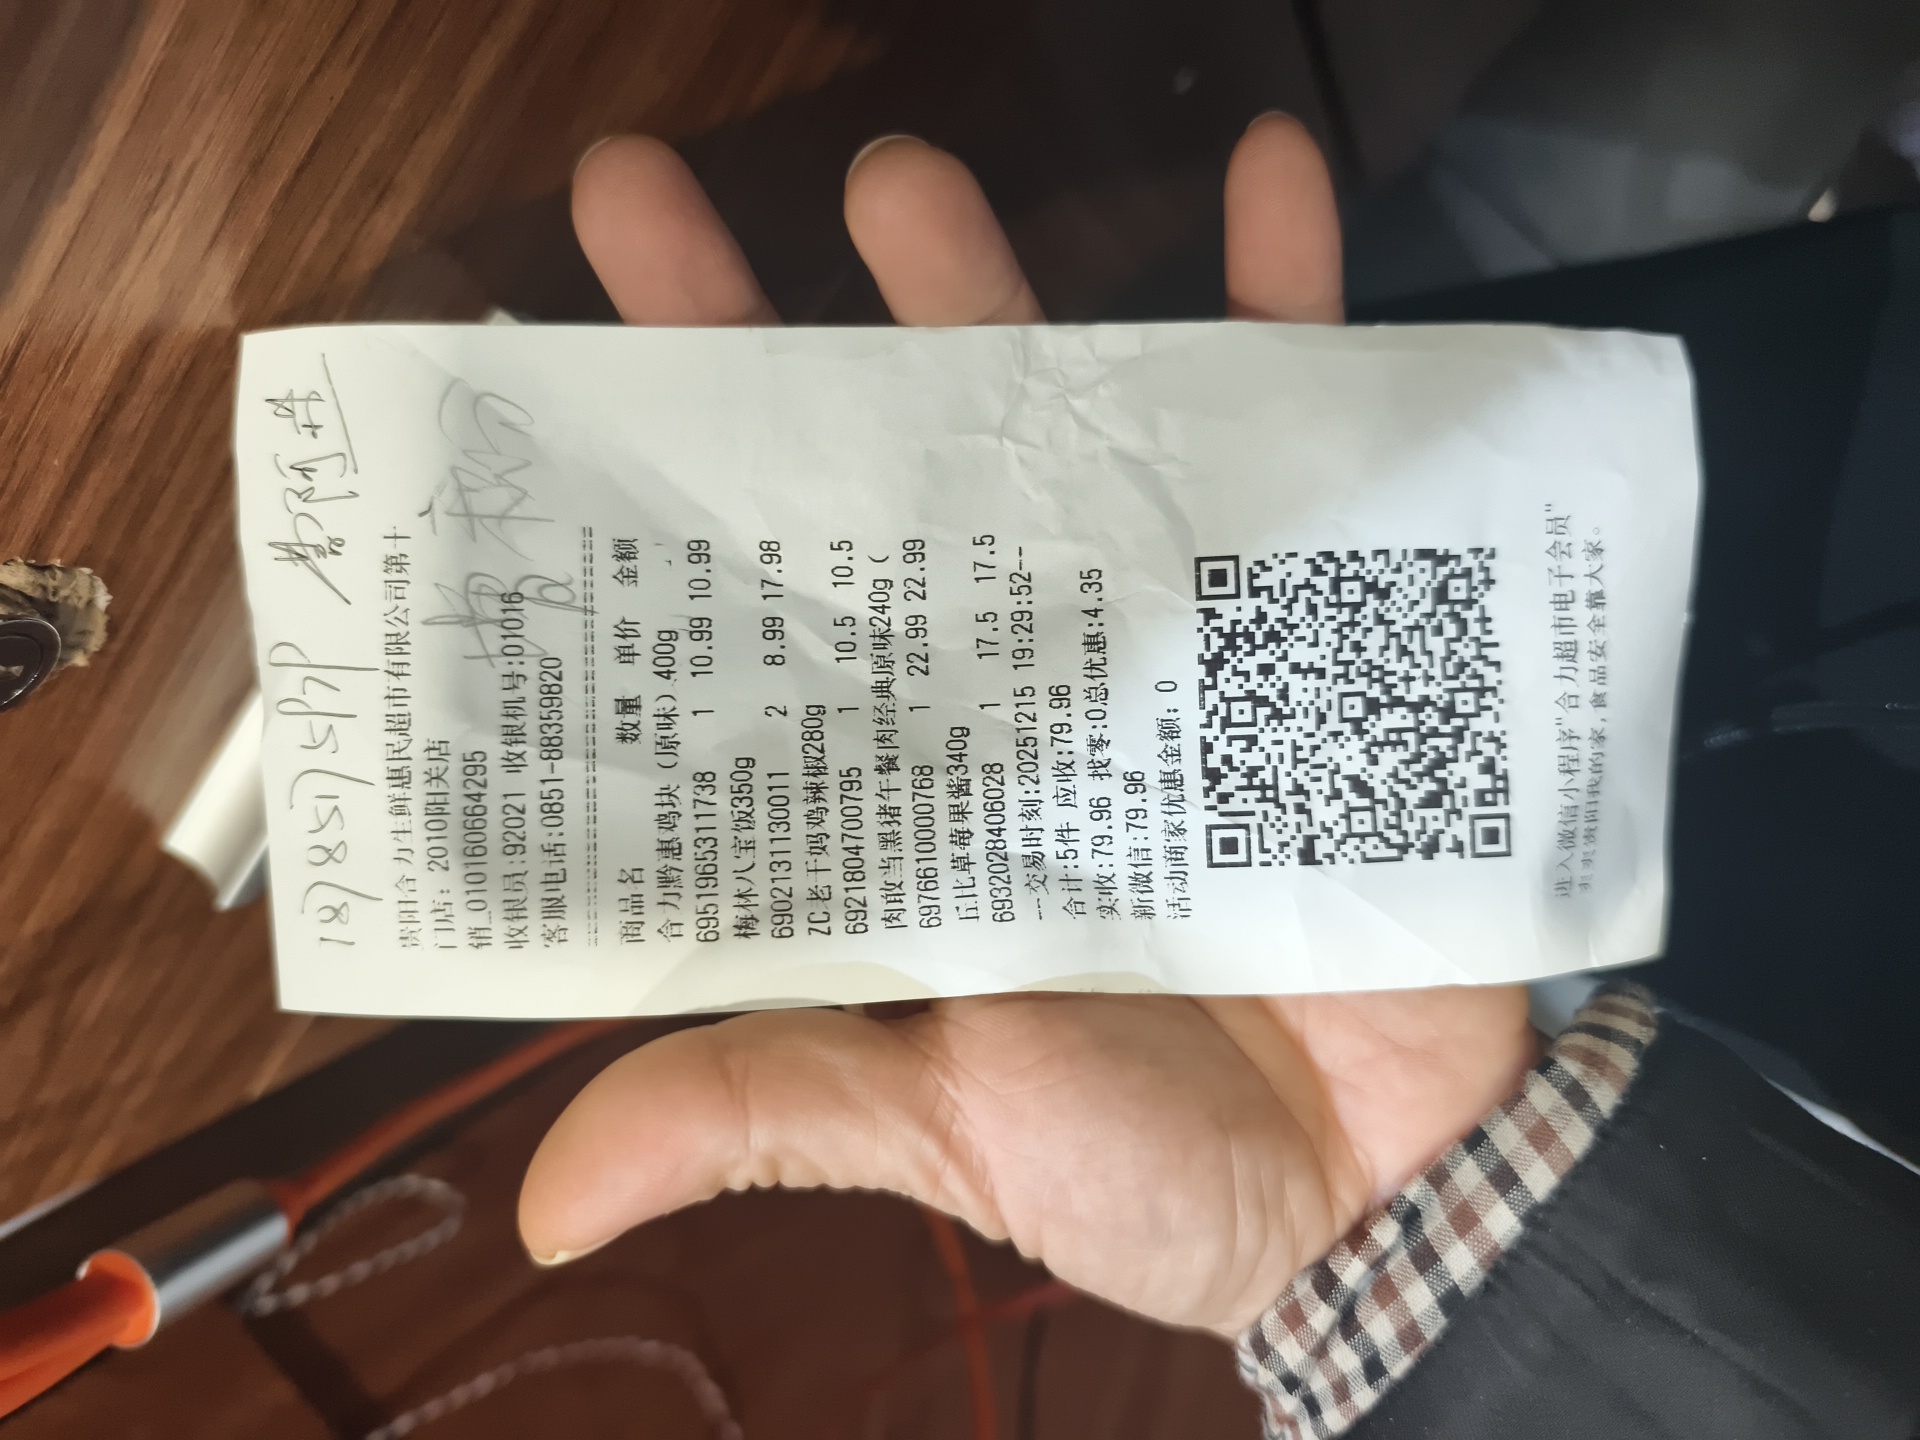 贵阳合力生鲜惠民超市有限公司第十
门店：2010阳关店
销_0101606664295
收银员:92021 收银机号:01016
客服电话:0851-88359820
商品名 数量 单价 金额
合力黔惠鸡块（原味）400g
6951965311738 1 10.99 10.99
梅林八宝饭350g
6902131130011 2 8.99 17.98
ZC老干妈鸡辣椒280g
6921804700795 1 10.5 10.5
肉敢当黑猪午餐肉经典原味240g（
6976610000768 1 22.99 22.99
丘比草莓果酱340g
6932028406028 1 17.5 17.5
---交易时刻:20251215 19:29:52---
合计:5件 应收:79.96
实收:79.96 找零:0总优惠:4.35
新微信:79.96
活动商家优惠金额: 0
进入微信小程序"合力超市电子会员"
爽爽贵阳我的家,食品安全靠大家。